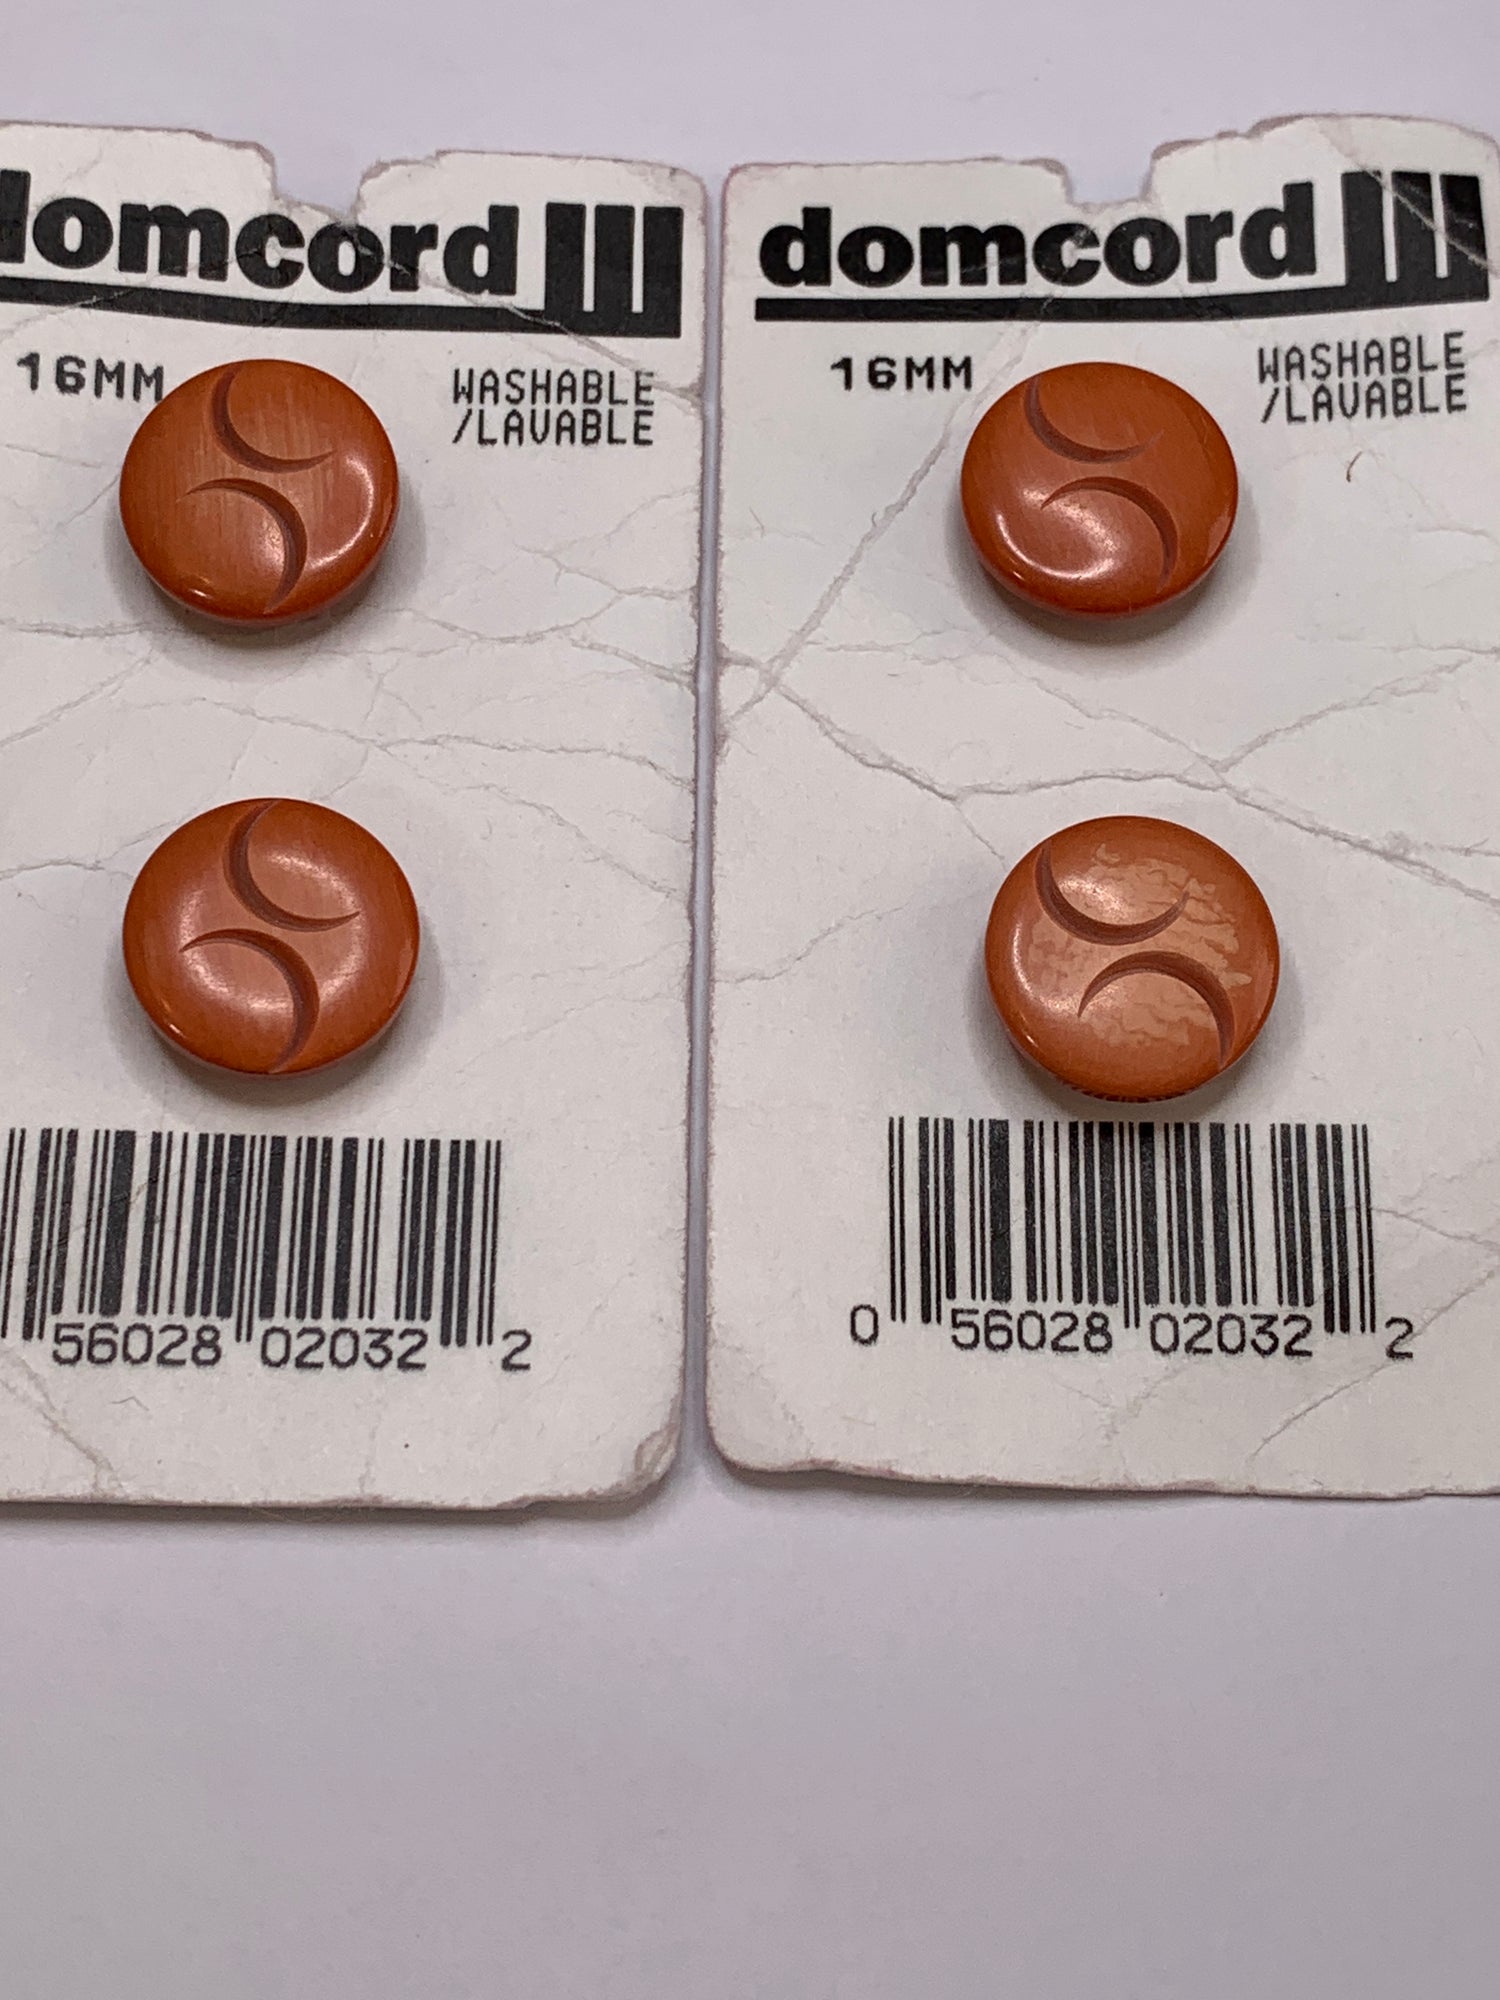 domcord
16MM
WASHABLE
/LAVABLE
56028 02032 2
domcord
16MM
WASHABLE
/LAVABLE
0 56028 02032 2